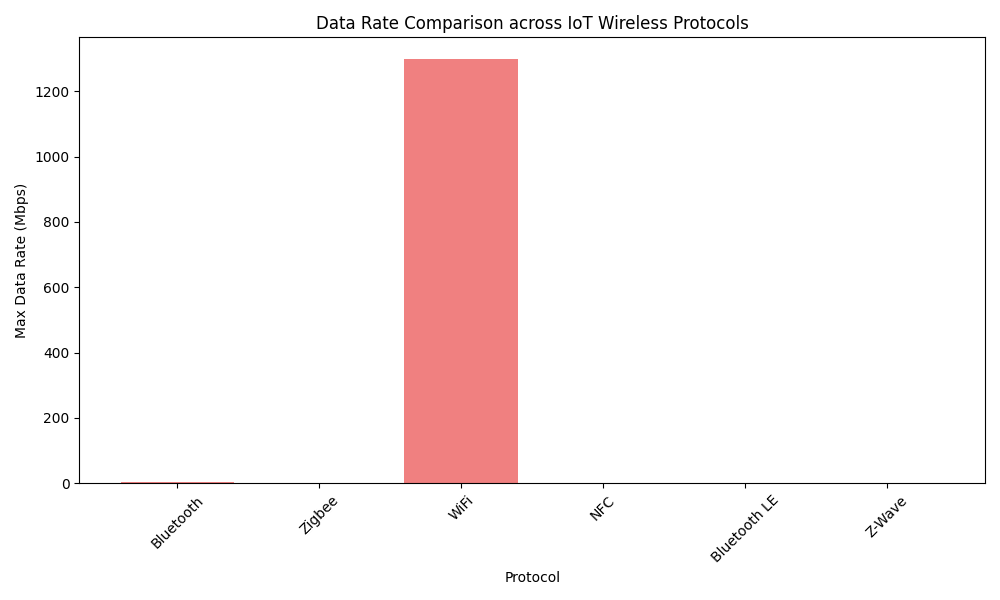 Data Rate Comparison across IoT Wireless Protocols
Max Data Rate (Mbps)
1200
1000
800
600
400
200
0
Bluetooth
Zigbee
WiFi
NFC
Bluetooth LE
Z-Wave
Protocol